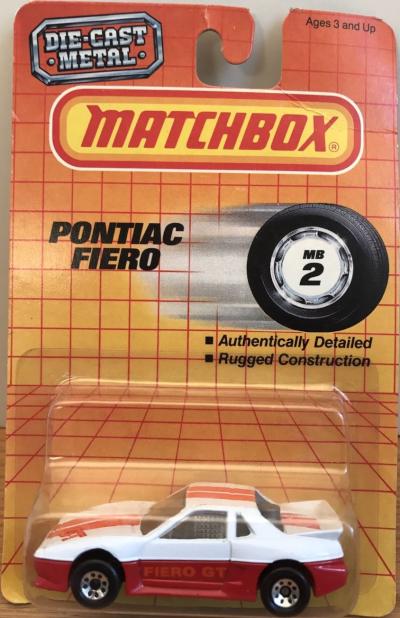 DIE-CAST
METAL
Ages 3 and Up
MATCHBOX®
PONTIAC
FIERO
MB
2
■ Authentically Detailed
■ Rugged Construction
FIERO GT